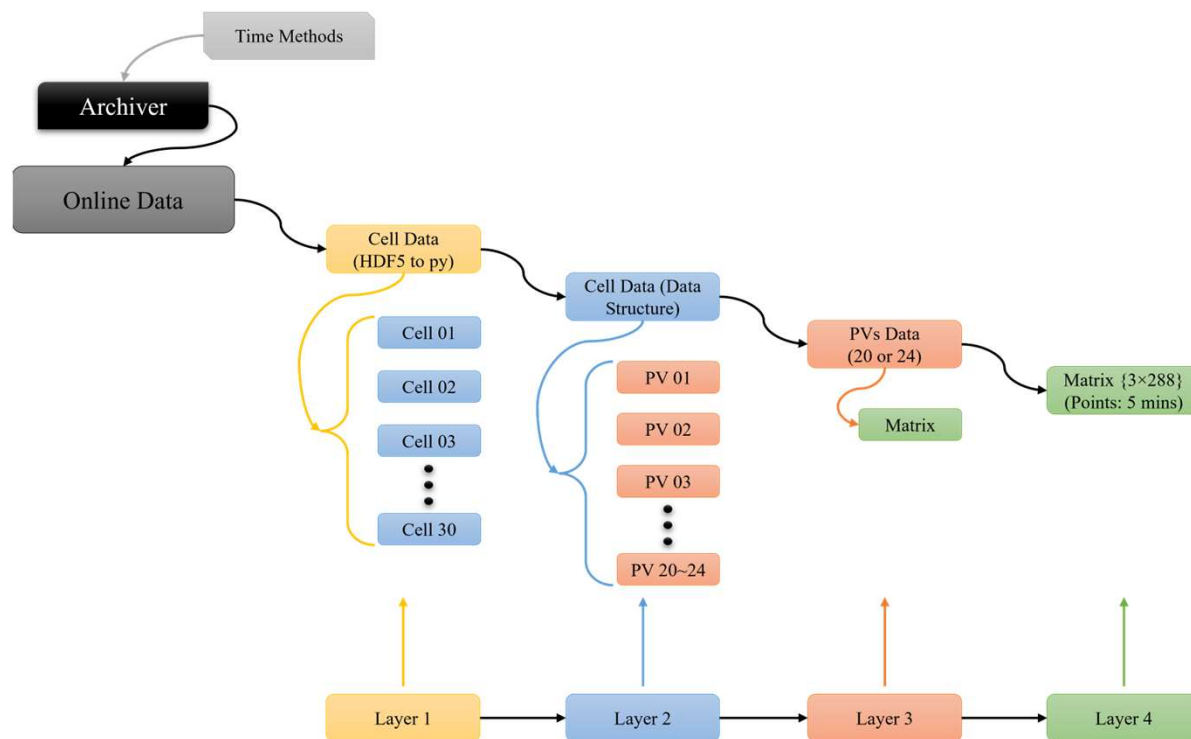 Time Methods
Archiver
Online Data
Cell Data
(HDF5 to py)
Cell 01
Cell 02
Cell 03
Cell 30
Cell Data (Data
Structure)
PV 01
PV 02
PV 03
PV 20~24
PVs Data
(20 or 24)
Matrix
Matrix {3×288}
(Points: 5 mins)
Layer 1
Layer 2
Layer 3
Layer 4